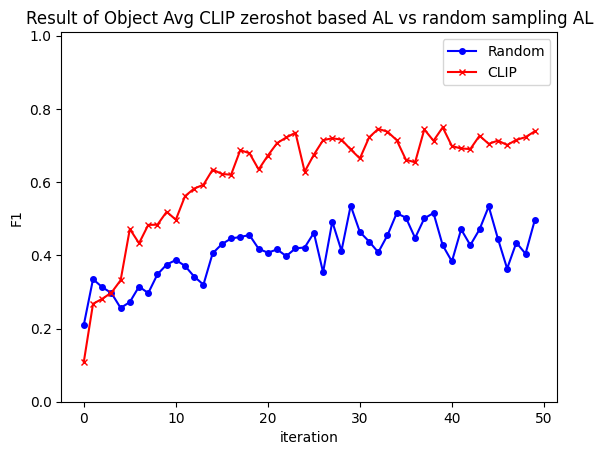 Result of Object Avg CLIP zeroshot based AL vs random sampling AL
Random
CLIP
F1
1.0
0.8
0.6
0.4
0.2
0.0
0 10 20 30 40 50
iteration